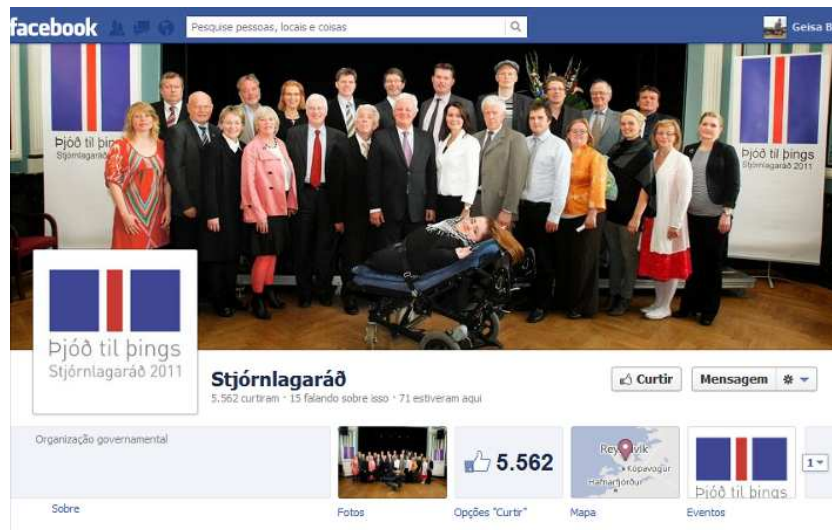 facebook
Pesquise pessoas, locais e coisas
Geisa B
Þjóð til þin
Stjórnlagaráð
Þjóð til þings
Stjórnlagaráð 2011
Þjóð til þings
Stjórnlagaráð 2011
Stjórnlagaráð
5.562 curtiram · 15 falando sobre isso · 71 estiveram aqui
Curtir
Mensagem
Organização governamental
5.562
Reykjavík
Kópavogur
Hafnarfjörður
Þjóð til þings
1
Sobre
Fotos
Opções "Curtir"
Mapa
Eventos